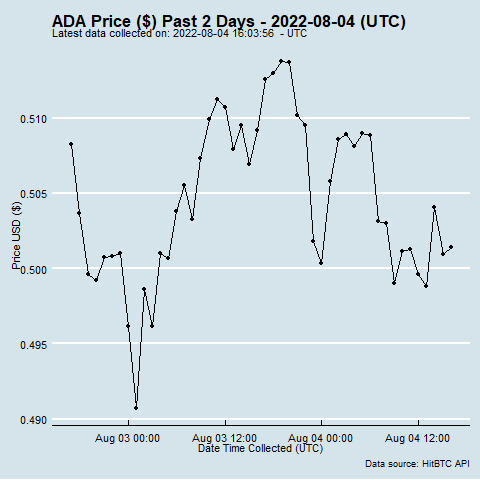 ADA Price ($) Past 2 Days - 2022-08-04 (UTC)
Latest data collected on: 2022-08-04 16:03:56 - UTC
Price USD ($)
0.510
0.505
0.500
0.495
0.490
Aug 03 00:00 Aug 03 12:00 Aug 04 00:00 Aug 04 12:00
Date Time Collected (UTC)
Data source: HitBTC API